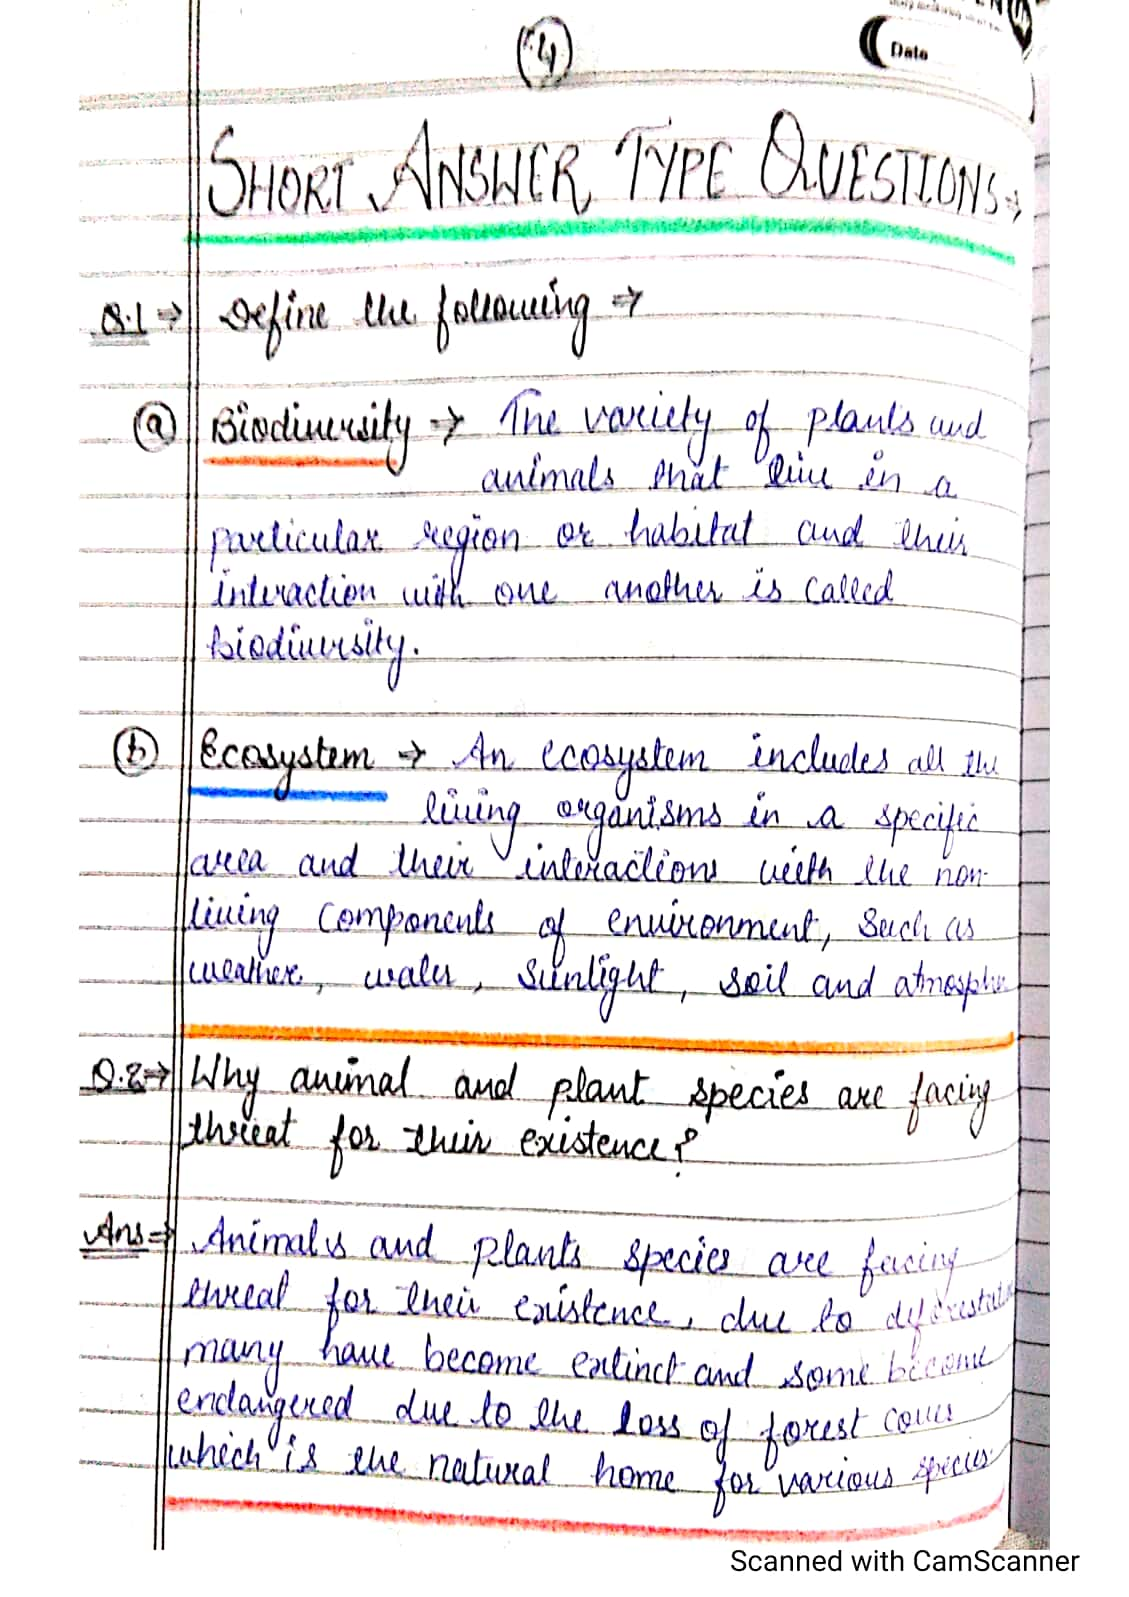 4
Date
SHORT ANSWER TYPE QUESTIONS⇒
Q.1⇒ Define the following ⇒
(a) Biodiversity → The variety of plants and
animals that live in a
particular region or habitat and their
interaction with one another is called
biodiversity.
(b) Ecosystem → An ecosystem includes all the
living organisms in a specific
area and their interactions with the non-
living components of environment, such as
weather, water, sunlight, soil and atmosphe
Q.2⇒ Why animal and plant species are facing
threat for their existence?
Ans⇒ Animals and plants species are facing
threat for their existence, due to deforestat
many have become extinct and some become
endangered due to the loss of forest cover
which is the natural home for various species.
Scanned with CamScanner